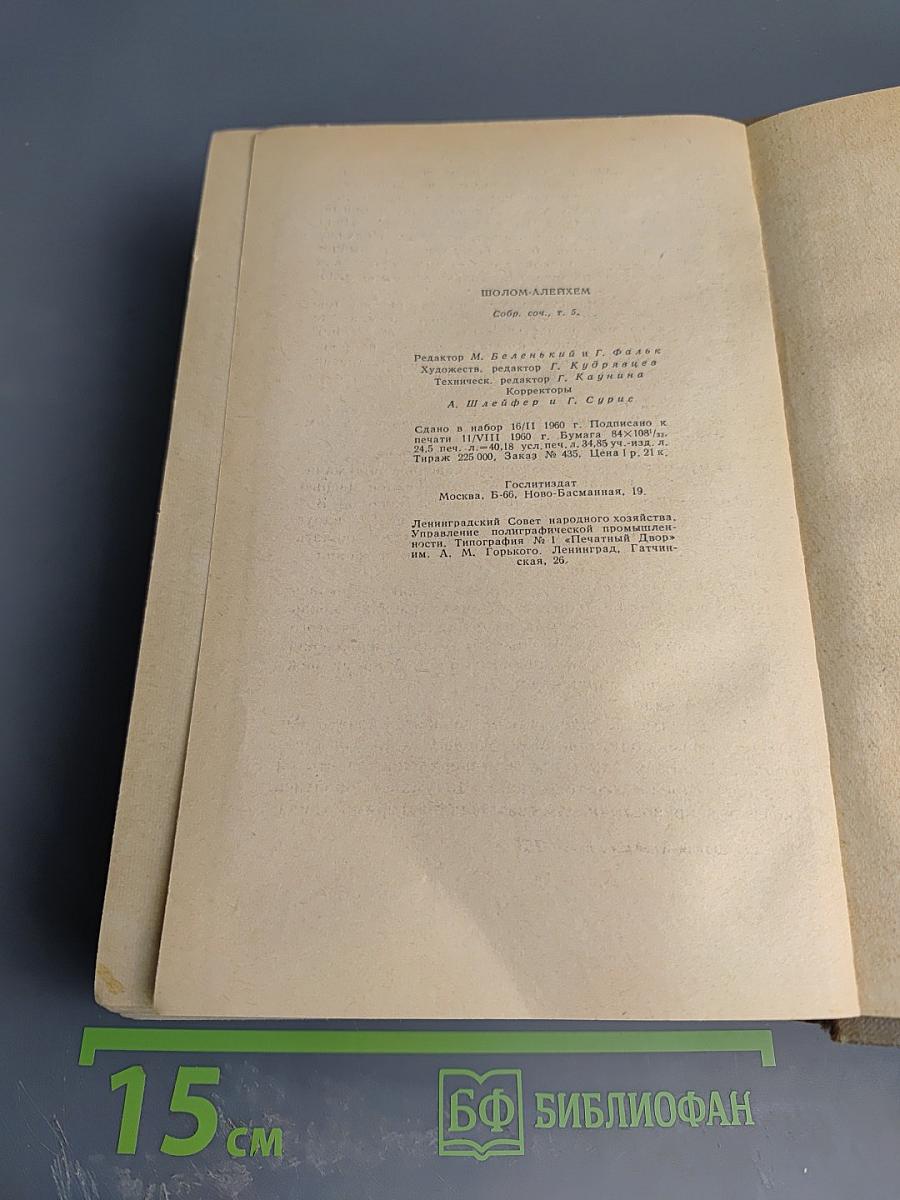 ШОЛОМ-АЛЕЙХЕМ
Собр. соч., т. 5.
Редактор М. Беленький и Г. Фальк
Художеств. редактор Г. Кудрявцев
Техническ. редактор Г. Каунина
Корректоры
А. Шлейфер и Г. Сурис
Сдано в набор 16/II 1960 г. Подписано к
печати 11/VIII 1960 г. Бумага 84×108¹/₃₂.
24,5 печ. л.=40,18 усл. печ. л. 34,85 уч.-изд. л.
Тираж 225 000. Заказ № 435. Цена 1 р. 21 к.
Гослитиздат
Москва, Б-66, Ново-Басманная, 19.
Ленинградский Совет народного хозяйства.
Управление полиграфической промышлен-
ности. Типография № 1 «Печатный Двор»
им. А. М. Горького. Ленинград, Гатчин-
ская, 26.
15 см
БФ БИБЛИОФАН